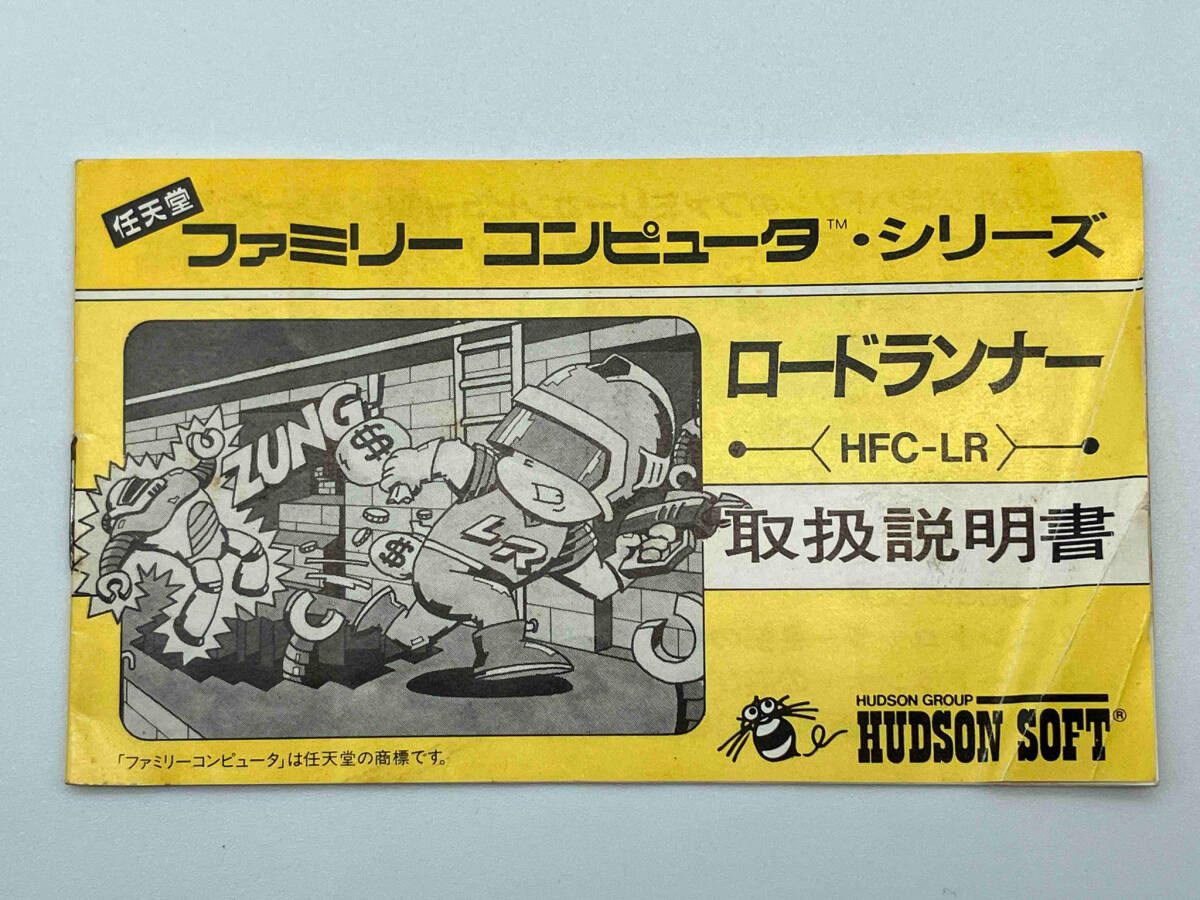 任天堂
ファミリーコンピュータ™・シリーズ
ロードランナー
HFC-LR
取扱説明書
ZUNG!
$
$
LR
HUDSON GROUP
HUDSON SOFT®
「ファミリーコンピュータ」は任天堂の商標です。